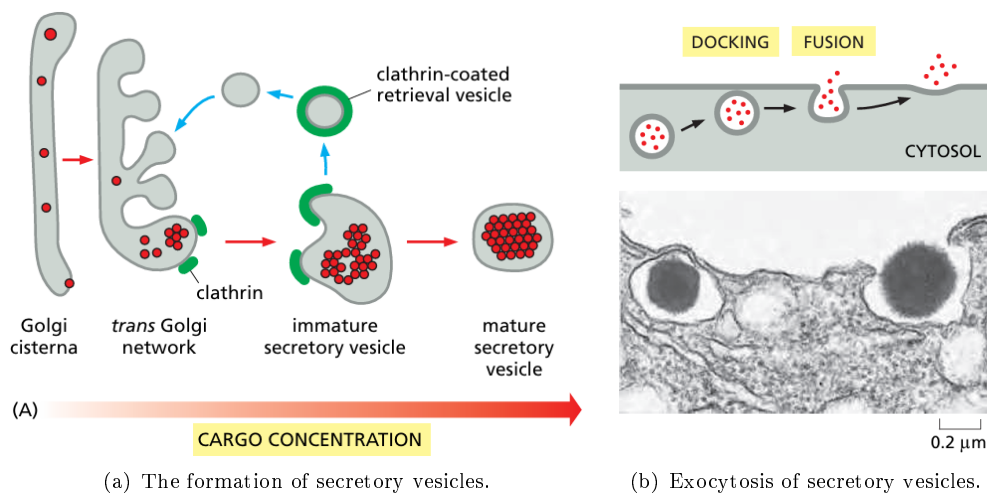 clathrin-coated
retrieval vesicle
clathrin
Golgi
cisterna
trans Golgi
network
immature
secretory vesicle
mature
secretory
vesicle
(A)
CARGO CONCENTRATION
(a) The formation of secretory vesicles.
DOCKING
FUSION
CYTOSOL
0.2 µm
(b) Exocytosis of secretory vesicles.